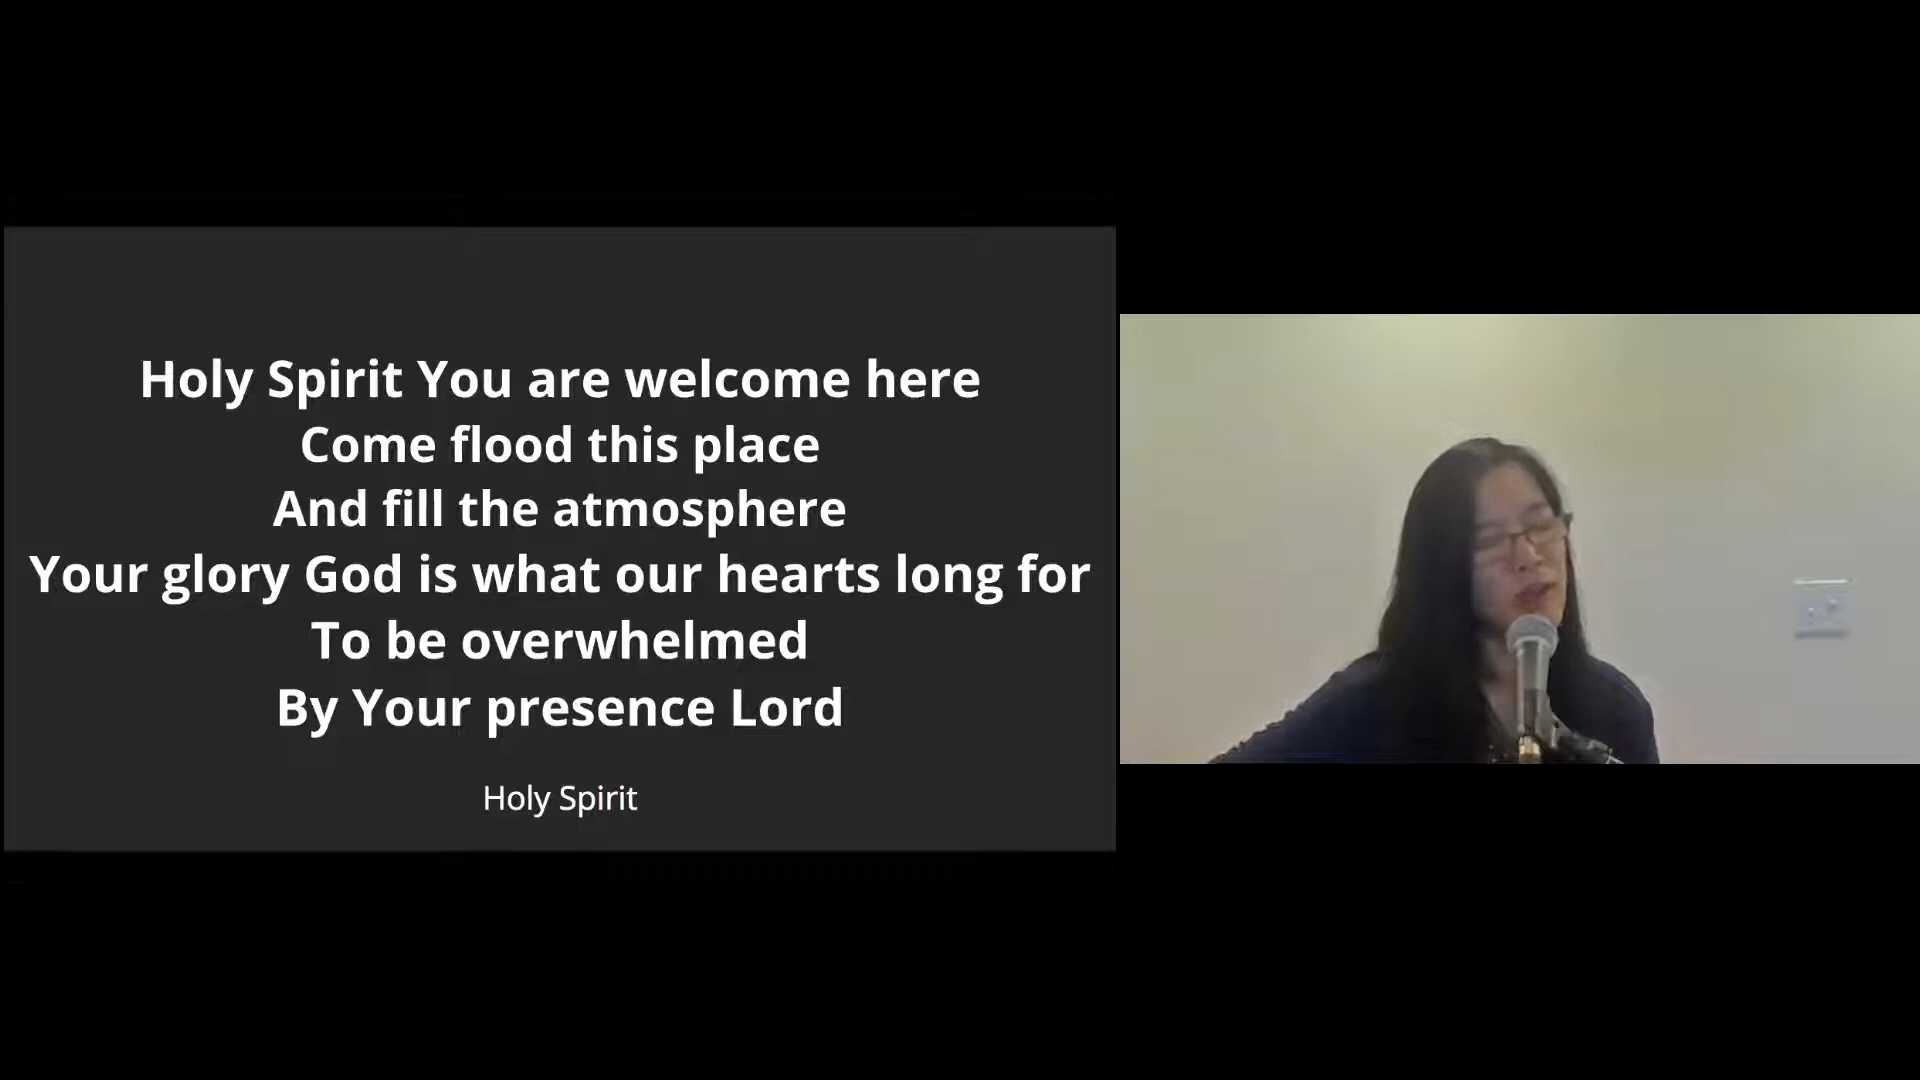 Holy Spirit You are welcome here
Come flood this place
And fill the atmosphere
Your glory God is what our hearts long for
To be overwhelmed
By Your presence Lord
Holy Spirit